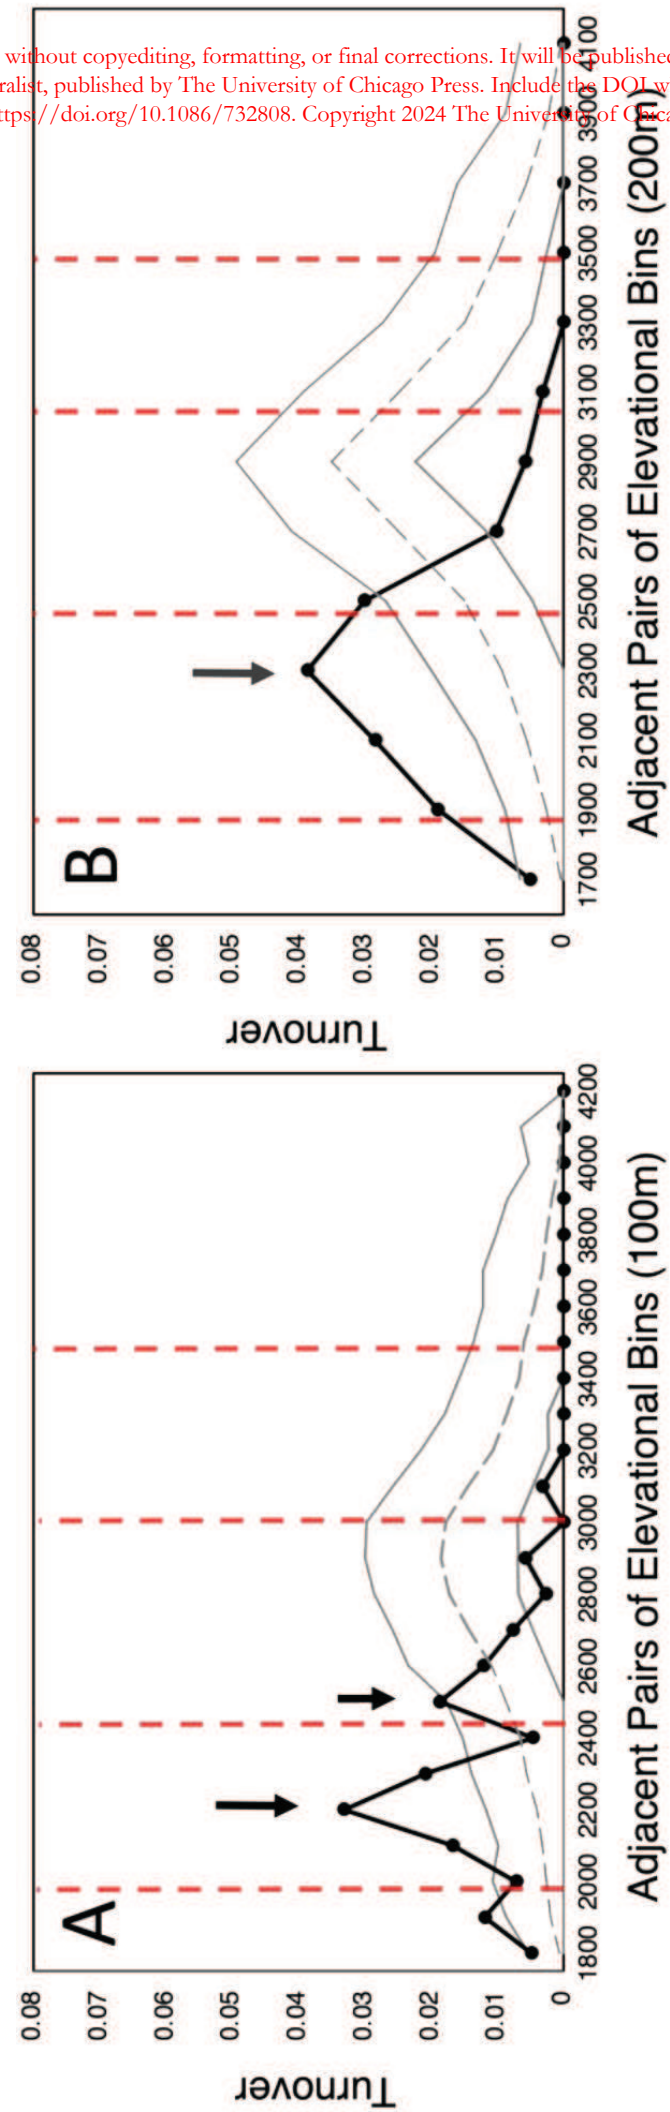 without copyediting, formatting, or final corrections. It will be published
ralist, published by The University of Chicago Press. Include the DOI w
ttps://doi.org/10.1086/732808. Copyright 2024 The University of Chica
A
Turnover
0.08
0.07
0.06
0.05
0.04
0.03
0.02
0.01
0
1800 2000 2200 2400 2600 2800 3000 3200 3400 3600 3800 4000 4200
Adjacent Pairs of Elevational Bins (100m)
B
Turnover
0.08
0.07
0.06
0.05
0.04
0.03
0.02
0.01
0
1700 1900 2100 2300 2500 2700 2900 3100 3300 3500 3700 3900 4100
Adjacent Pairs of Elevational Bins (200m)